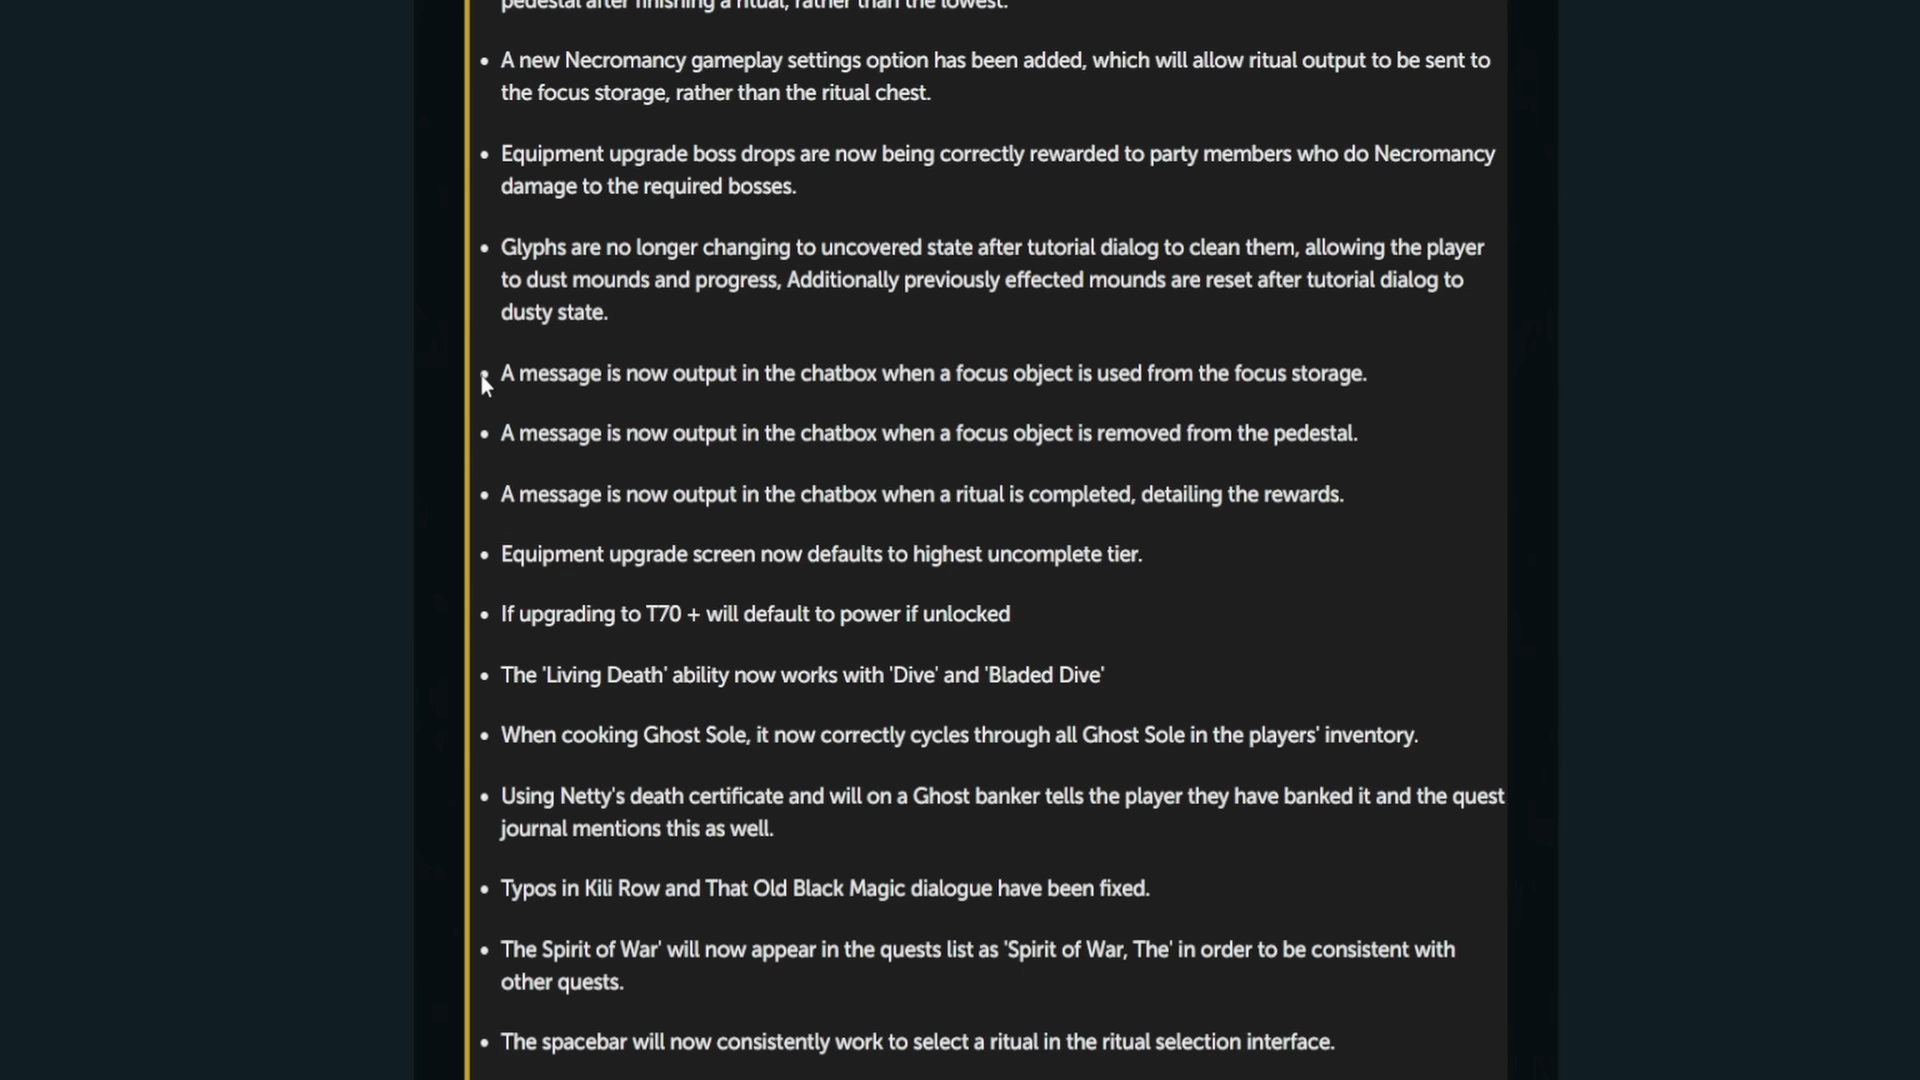 pedestal after finishing a ritual, rather than the lowest.
• A new Necromancy gameplay settings option has been added, which will allow ritual output to be sent to
the focus storage, rather than the ritual chest.
• Equipment upgrade boss drops are now being correctly rewarded to party members who do Necromancy
damage to the required bosses.
• Glyphs are no longer changing to uncovered state after tutorial dialog to clean them, allowing the player
to dust mounds and progress, Additionally previously effected mounds are reset after tutorial dialog to
dusty state.
• A message is now output in the chatbox when a focus object is used from the focus storage.
• A message is now output in the chatbox when a focus object is removed from the pedestal.
• A message is now output in the chatbox when a ritual is completed, detailing the rewards.
• Equipment upgrade screen now defaults to highest uncomplete tier.
• If upgrading to T70 + will default to power if unlocked
• The 'Living Death' ability now works with 'Dive' and 'Bladed Dive'
• When cooking Ghost Sole, it now correctly cycles through all Ghost Sole in the players' inventory.
• Using Netty's death certificate and will on a Ghost banker tells the player they have banked it and the quest
journal mentions this as well.
• Typos in Kili Row and That Old Black Magic dialogue have been fixed.
• The Spirit of War' will now appear in the quests list as 'Spirit of War, The' in order to be consistent with
other quests.
• The spacebar will now consistently work to select a ritual in the ritual selection interface.